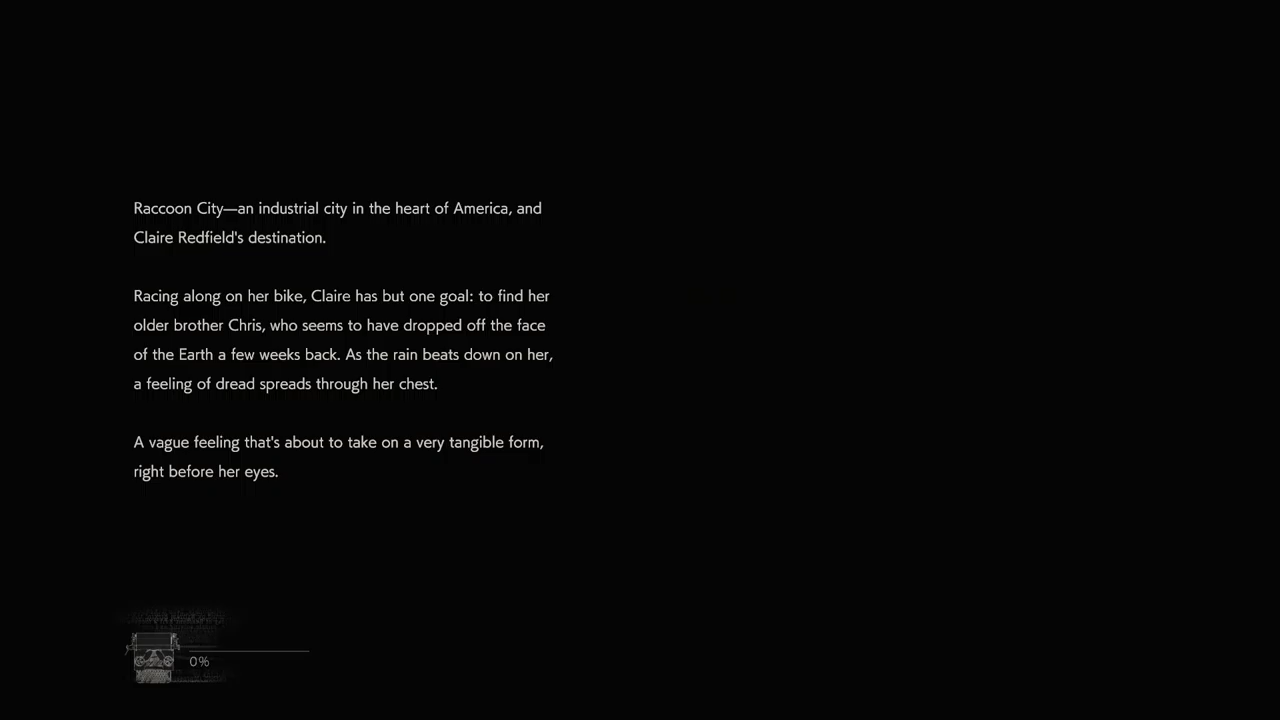 Raccoon City—an industrial city in the heart of America, and
Claire Redfield's destination.
Racing along on her bike, Claire has but one goal: to find her
older brother Chris, who seems to have dropped off the face
of the Earth a few weeks back. As the rain beats down on her,
a feeling of dread spreads through her chest.
A vague feeling that's about to take on a very tangible form,
right before her eyes.
0%